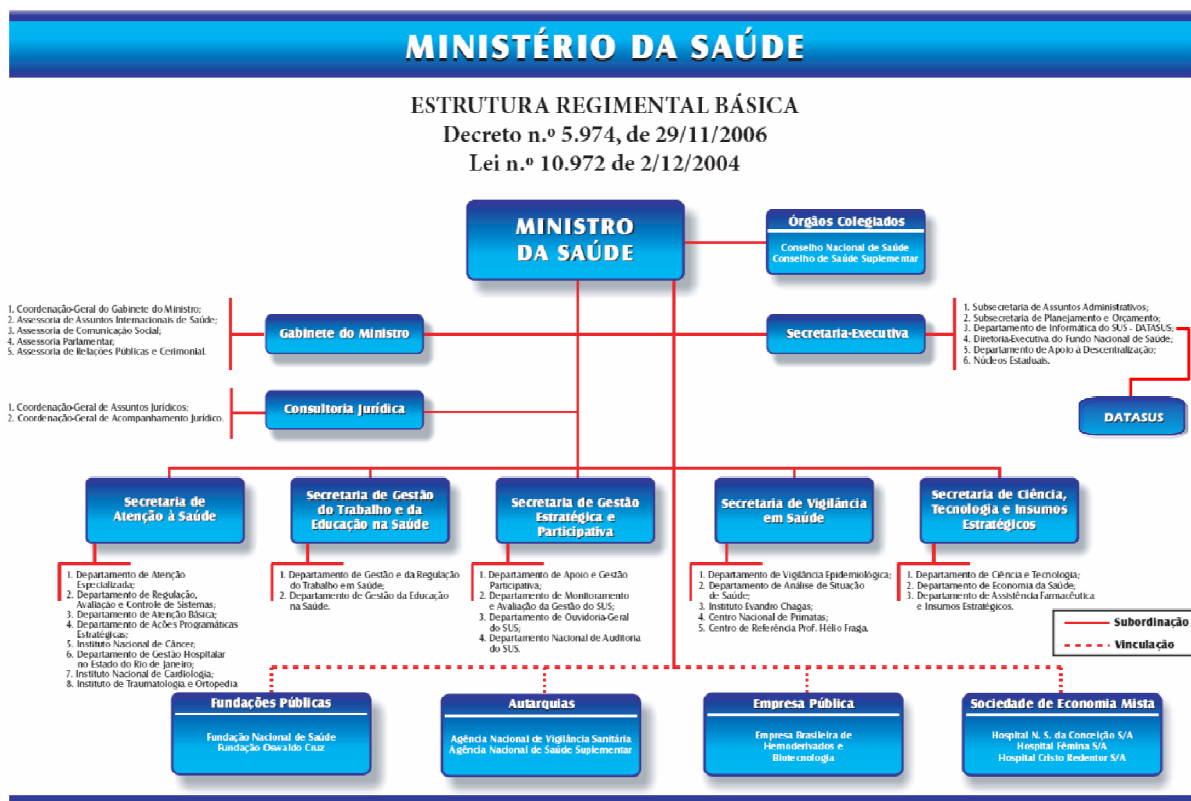 MINISTÉRIO DA SAÚDE
ESTRUTURA REGIMENTAL BÁSICA
Decreto n.º 5.974, de 29/11/2006
Lei n.º 10.972 de 2/12/2004
MINISTRO
DA SAÚDE
Órgãos Colegiados
Conselho Nacional de Saúde
Conselho de Saúde Suplementar
1. Coordenação-Geral do Gabinete do Ministro;
2. Assessoria de Assuntos Internacionais de Saúde;
3. Assessoria de Comunicação Social;
4. Assessoria Parlamentar;
5. Assessoria de Relações Públicas e Cerimonial.
Gabinete do Ministro
Secretaria-Executiva
1. Subsecretaria de Assuntos Administrativos;
2. Subsecretaria de Planejamento e Orçamento;
3. Departamento de Informática do SUS - DATASUS;
4. Diretoria-Executiva do Fundo Nacional de Saúde;
5. Departamento de Apoio à Descentralização;
6. Núcleos Estaduais.
1. Coordenação-Geral de Assuntos Jurídicos;
2. Coordenação-Geral de Acompanhamento Jurídico.
Consultoria Jurídica
DATASUS
Secretaria de
Atenção à Saúde
Secretaria de Gestão
do Trabalho e da
Educação na Saúde
Secretaria de Gestão
Estratégica e
Participativa
Secretaria de Vigilância
em Saúde
Secretaria de Ciência,
Tecnologia e Insumos
Estratégicos
1. Departamento de Atenção
Especializada;
2. Departamento de Regulação,
Avaliação e Controle de Sistemas;
3. Departamento de Atenção Básica;
4. Departamento de Ações Programáticas
Estratégicas;
5. Instituto Nacional de Câncer;
6. Departamento de Gestão Hospitalar
no Estado do Rio de Janeiro;
7. Instituto Nacional de Cardiologia;
8. Instituto de Traumatologia e Ortopedia
1. Departamento de Gestão e da Regulação
do Trabalho em Saúde;
2. Departamento de Gestão da Educação
na Saúde.
1. Departamento de Apoio e Gestão
Participativa;
2. Departamento de Monitoramento
e Avaliação da Gestão do SUS;
3. Departamento de Ouvidoria-Geral
do SUS;
4. Departamento Nacional de Auditoria
do SUS.
1. Departamento de Vigilância Epidemiológica;
2. Departamento de Análise de Situação
de Saúde;
3. Instituto Evandro Chagas;
4. Centro Nacional de Primatas;
5. Centro de Referência Prof. Hélio Fraga.
1. Departamento de Ciência e Tecnologia;
2. Departamento de Economia da Saúde;
3. Departamento de Assistência Farmacêutica
e Insumos Estratégicos.
Subordinação
Vinculação
Fundações Públicas
Fundação Nacional de Saúde
Fundação Oswaldo Cruz
Autarquias
Agência Nacional de Vigilância Sanitária
Agência Nacional de Saúde Suplementar
Empresa Pública
Empresa Brasileira de
Hemoderivados e
Biotecnologia
Sociedade de Economia Mista
Hospital N. S. da Conceição S/A
Hospital Fêmina S/A
Hospital Cristo Redentor S/A